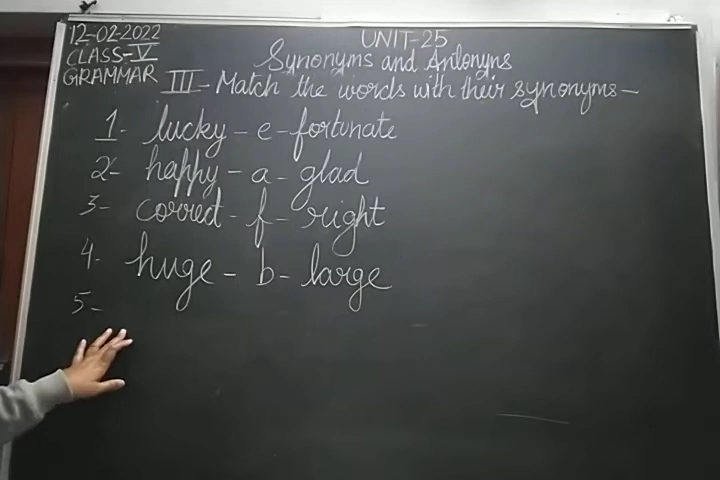 12-02-2022
CLASS-V
GRAMMAR
UNIT-25
Synonyms and Antonyms
III- Match the words with their synonyms-
1- lucky - e - fortunate
2- happy - a - glad
3- correct - f - right
4- huge - b - large
5-